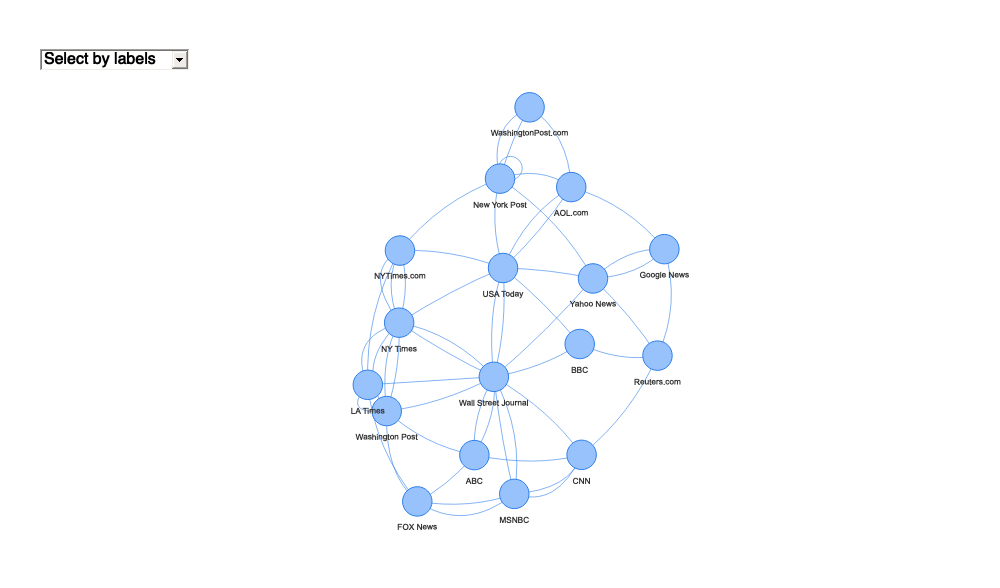 Select by labels
WashingtonPost.com
New York Post
AOL.com
NYTimes.com
Google News
USA Today
Yahoo News
NY Times
BBC
Reuters.com
Wall Street Journal
LA Times
Washington Post
ABC
CNN
MSNBC
FOX News